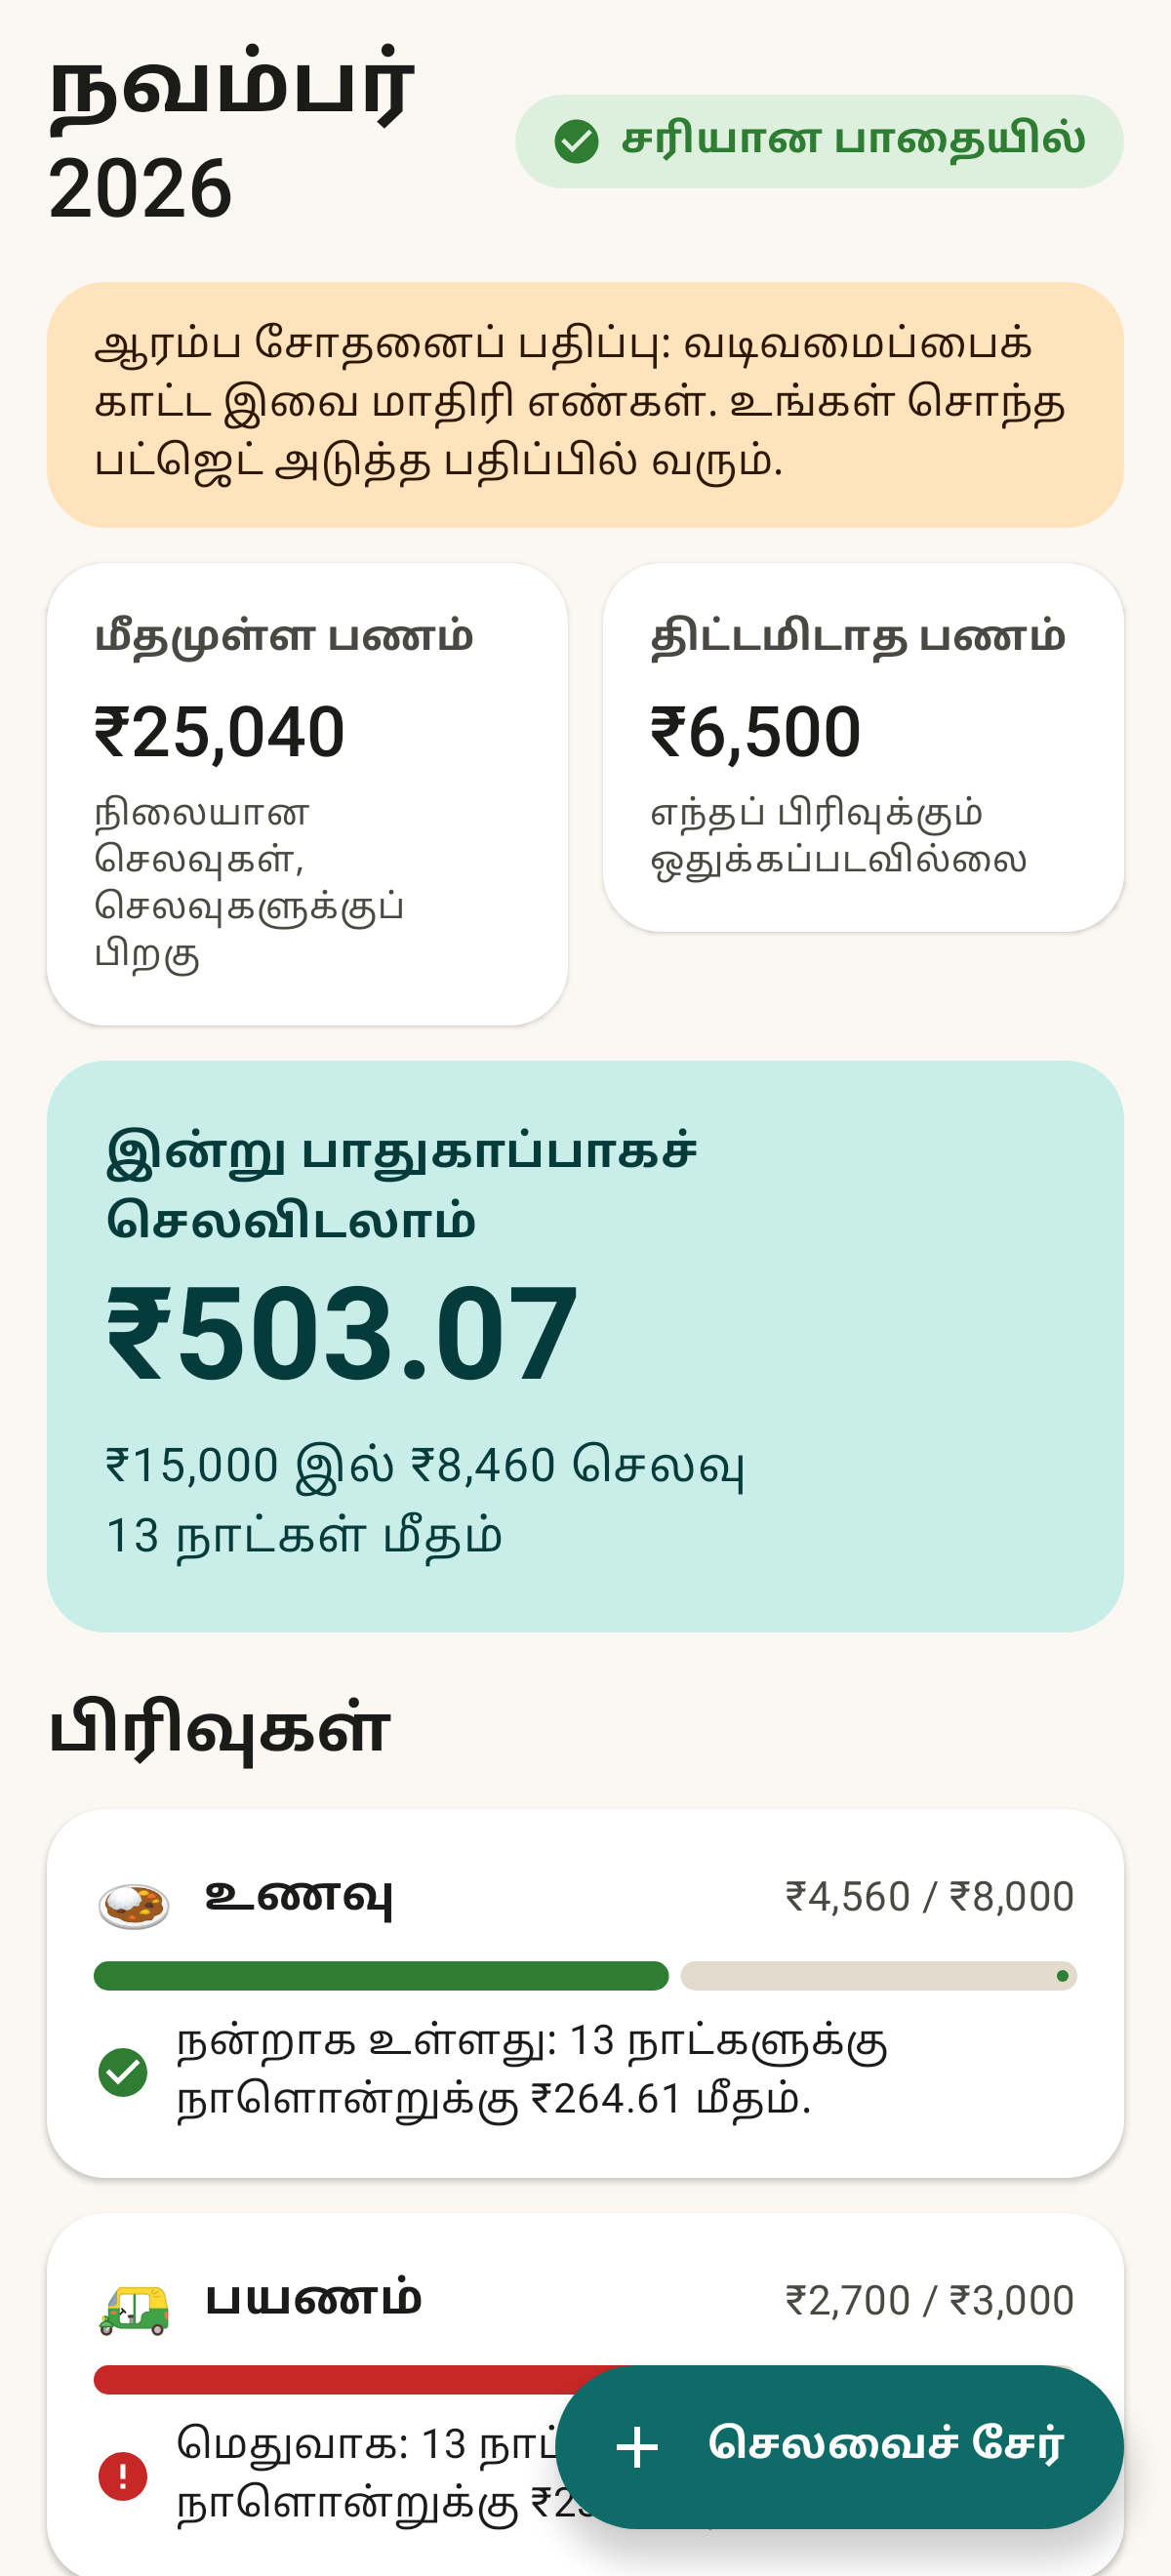 நவம்பர்
2026
சரியான பாதையில்
ஆரம்ப சோதனைப் பதிப்பு: வடிவமைப்பைக்
காட்ட இவை மாதிரி எண்கள். உங்கள் சொந்த
பட்ஜெட் அடுத்த பதிப்பில் வரும்.
மீதமுள்ள பணம்
₹25,040
நிலையான
செலவுகள்,
செலவுகளுக்குப்
பிறகு
திட்டமிடாத பணம்
₹6,500
எந்தப் பிரிவுக்கும்
ஒதுக்கப்படவில்லை
இன்று பாதுகாப்பாகச்
செலவிடலாம்
₹503.07
₹15,000 இல் ₹8,460 செலவு
13 நாட்கள் மீதம்
பிரிவுகள்
உணவு
₹4,560 / ₹8,000
நன்றாக உள்ளது: 13 நாட்களுக்கு
நாளொன்றுக்கு ₹264.61 மீதம்.
பயணம்
₹2,700 / ₹3,000
மெதுவாக: 13
நாளொன்றுக்கு
செலவைச் சேர்